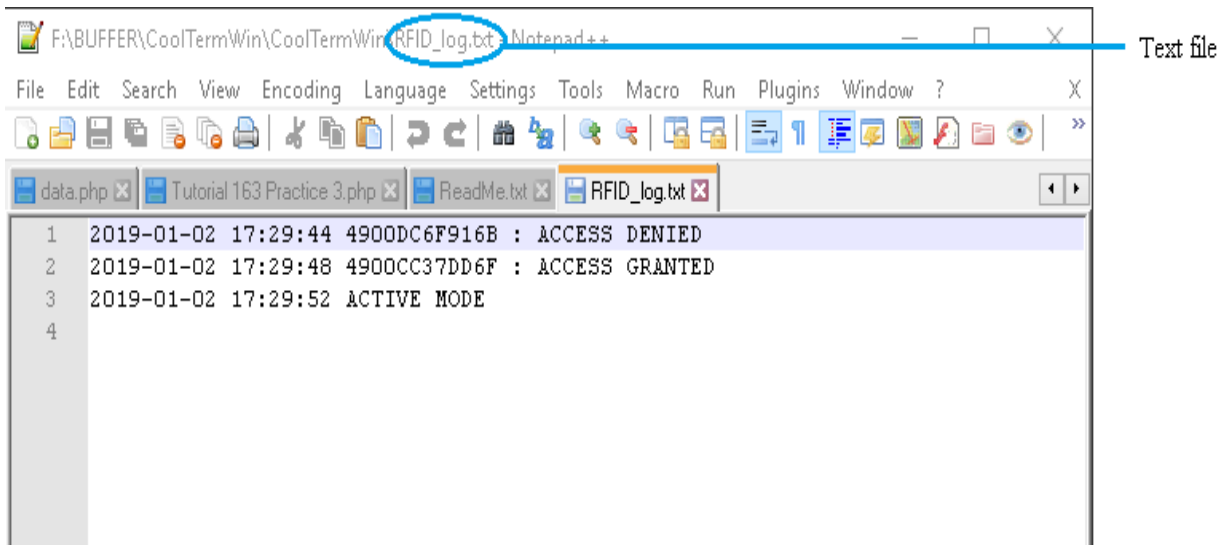 F:\BUFFER\CoolTermWin\CoolTermWin\RFID_log.txt - Notepad++
Text file
File Edit Search View Encoding Language Settings Tools Macro Run Plugins Window ? X
data.php Tutorial 163 Practice 3.php ReadMe.txt RFID_log.txt
1 2019-01-02 17:29:44 4900DC6F916B : ACCESS DENIED
2 2019-01-02 17:29:48 4900CC37DD6F : ACCESS GRANTED
3 2019-01-02 17:29:52 ACTIVE MODE
4